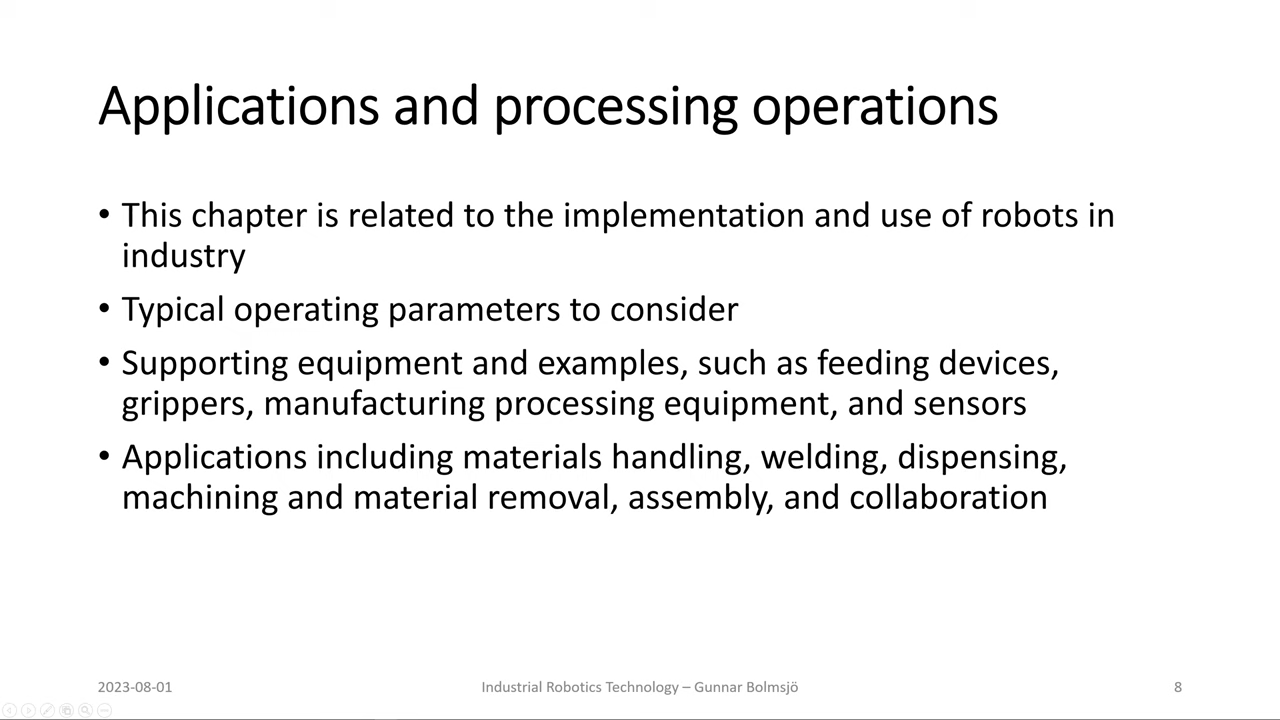 Applications and processing operations
• This chapter is related to the implementation and use of robots in
industry
• Typical operating parameters to consider
• Supporting equipment and examples, such as feeding devices,
grippers, manufacturing processing equipment, and sensors
• Applications including materials handling, welding, dispensing,
machining and material removal, assembly, and collaboration
2023-08-01
Industrial Robotics Technology – Gunnar Bolmsjö
8